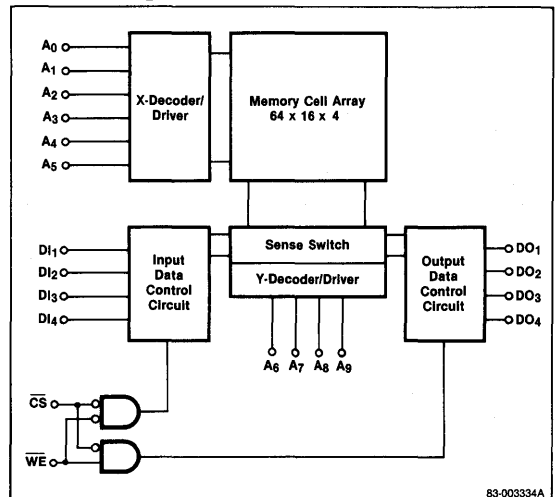 A0
A1
A2
A3
A4
A5
X-Decoder/
Driver
Memory Cell Array
64 x 16 x 4
DI1
DI2
DI3
DI4
Input
Data
Control
Circuit
Sense Switch
Y-Decoder/Driver
A6 A7 A8 A9
Output
Data
Control
Circuit
DO1
DO2
DO3
DO4
CS
WE
83-003334A